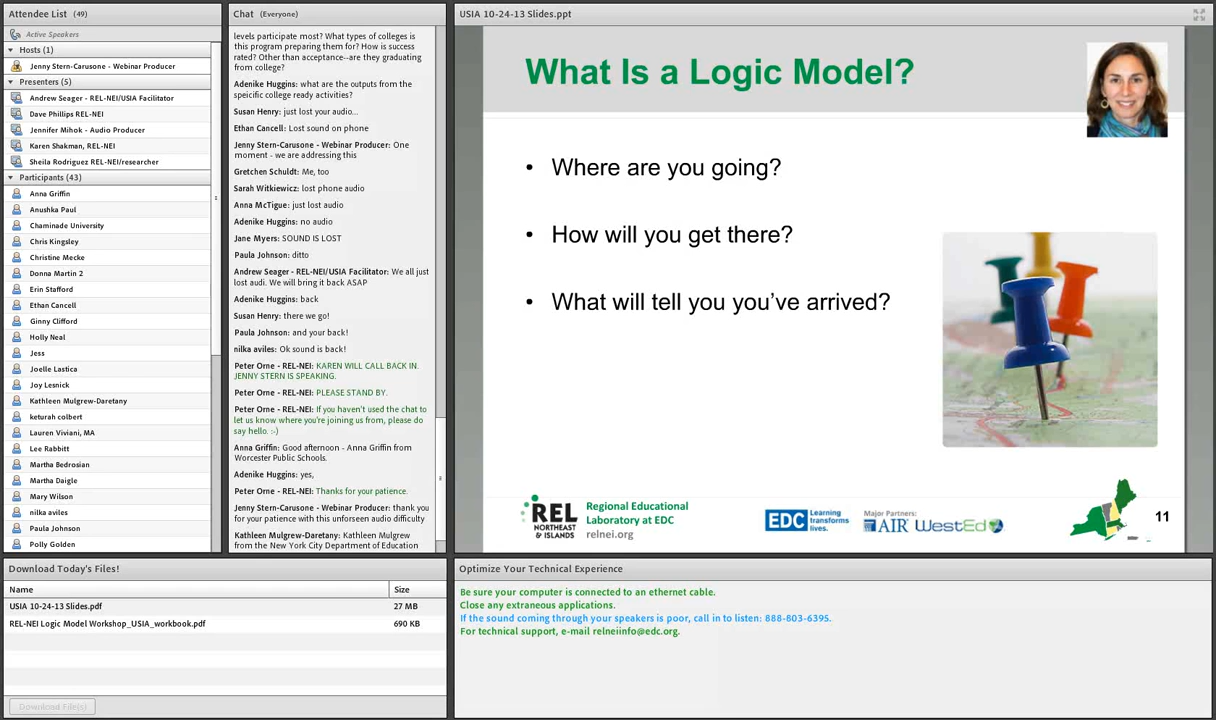 Attendee List (49)
Active Speakers
Hosts (1)
Jenny Stern-Carusone - Webinar Producer
Presenters (5)
Andrew Seager - REL-NEI/USIA Facilitator
Dave Phillips REL-NEI
Jennifer Mihok - Audio Producer
Karen Shakman, REL-NEI
Sheila Rodriguez REL-NEI/researcher
Participants (43)
Anna Griffin
Anushka Paul
Chaminade University
Chris Kingsley
Christine Mecke
Donna Martin 2
Erin Stafford
Ethan Cancell
Ginny Clifford
Holly Neal
Jess
Joelle Lastica
Joy Lesnick
Kathleen Mulgrew-Daretany
keturah colbert
Lauren Viviani, MA
Lee Rabbitt
Martha Bedrosian
Martha Daigle
Mary Wilson
nilka aviles
Paula Johnson
Polly Golden
Chat (Everyone)
levels participate most? What types of colleges is
this program preparing them for? How is success
rated? Other than acceptance--are they graduating
from college?
Adenike Huggins: what are the outputs from the
speicific college ready activities?
Susan Henry: just lost your audio...
Ethan Cancell: Lost sound on phone
Jenny Stern-Carusone - Webinar Producer: One
moment - we are addressing this
Gretchen Schuldt: Me, too
Sarah Witkiewicz: lost phone audio
Anna McTigue: just lost audio
Adenike Huggins: no audio
Jane Myers: SOUND IS LOST
Paula Johnson: ditto
Andrew Seager - REL-NEI/USIA Facilitator: We all just
lost audi. We will bring it back ASAP
Adenike Huggins: back
Susan Henry: there we go!
Paula Johnson: and your back!
nilka aviles: Ok sound is back!
Peter Orne - REL-NEI: KAREN WILL CALL BACK IN.
JENNY STERN IS SPEAKING.
Peter Orne - REL-NEI: PLEASE STAND BY.
Peter Orne - REL-NEI: If you haven't used the chat to
let us know where you're joining us from, please do
say hello. :-)
Anna Griffin: Good afternoon - Anna Griffin from
Worcester Public Schools.
Adenike Huggins: yes,
Peter Orne - REL-NEI: Thanks for your patience.
Jenny Stern-Carusone - Webinar Producer: thank you
for your patience with this unforseen audio difficulty
Kathleen Mulgrew-Daretany: Kathleen Mulgrew
from the New York City Department of Education
USIA 10-24-13 Slides.ppt
What Is a Logic Model?
• Where are you going?
• How will you get there?
• What will tell you you've arrived?
REL
NORTHEAST
& ISLANDS
Regional Educational
Laboratory at EDC
relnei.org
EDC Learning
transforms
lives.
Major Partners:
AIR WestEd
11
Download Today's Files!
Name Size
USIA 10-24-13 Slides.pdf 27 MB
REL-NEI Logic Model Workshop_USIA_workbook.pdf 690 KB
Download File(s)
Optimize Your Technical Experience
Be sure your computer is connected to an ethernet cable.
Close any extraneous applications.
If the sound coming through your speakers is poor, call in to listen: 888-803-6395.
For technical support, e-mail relneiinfo@edc.org.